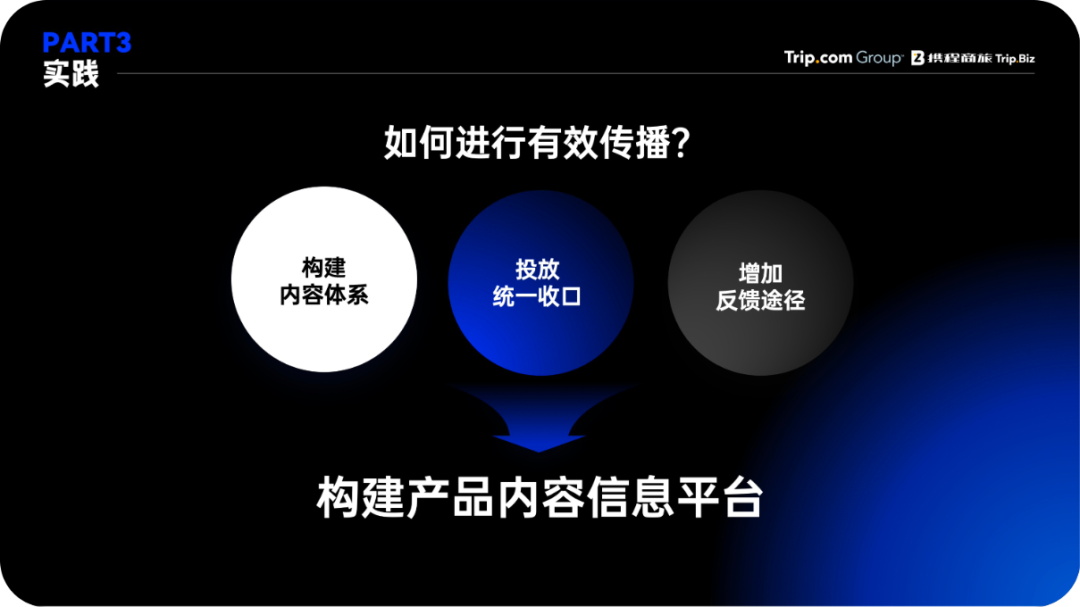 PART3
实践
Trip.com Group 携程商旅 Trip.Biz
如何进行有效传播?
构建
内容体系
投放
统一收口
增加
反馈途径
构建产品内容信息平台